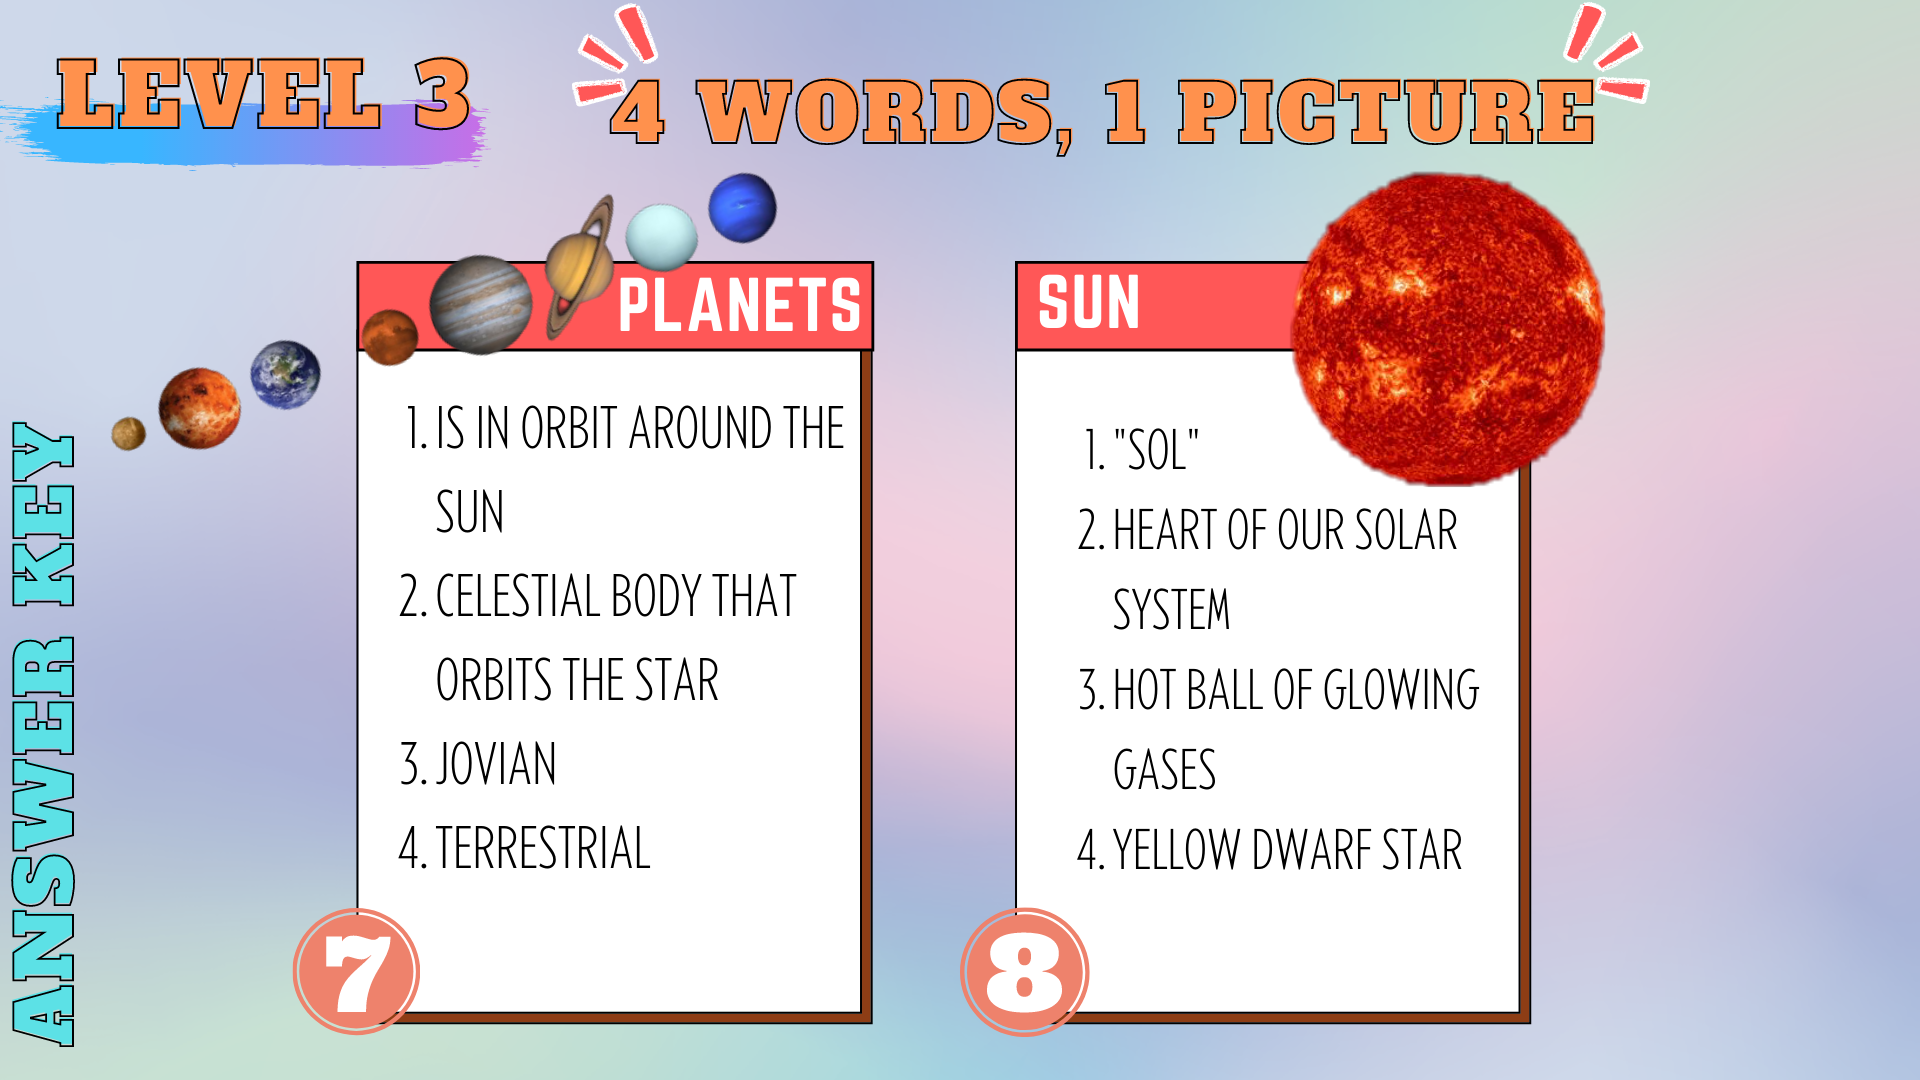 LEVEL 3
4 WORDS, 1 PICTURE
ANSWER KEY
PLANETS
1. IS IN ORBIT AROUND THE
SUN
2. CELESTIAL BODY THAT
ORBITS THE STAR
3. JOVIAN
4. TERRESTRIAL
7
SUN
1. "SOL"
2. HEART OF OUR SOLAR
SYSTEM
3. HOT BALL OF GLOWING
GASES
4. YELLOW DWARF STAR
8